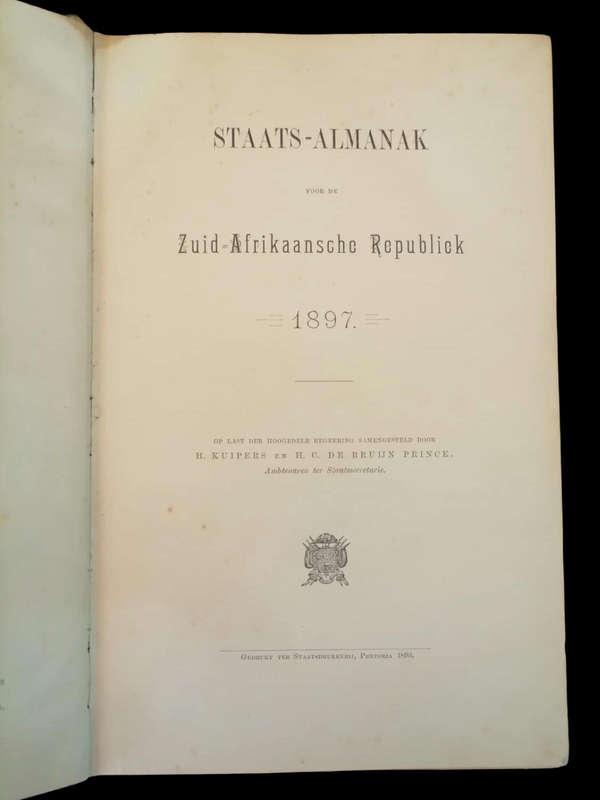 STAATS-ALMANAK
VOOR DE
Zuid-Afrikaansche Republiek
1897.
OP LAST DER HOOGEDELE REGEERING SAMENGESTELD DOOR
H. KUIPERS EN H. C. DE BRUIJN PRINCE,
Ambtenaren ter Staatssecretarie.
GEDRUKT TER STAATSDRUKKERIJ, PRETORIA